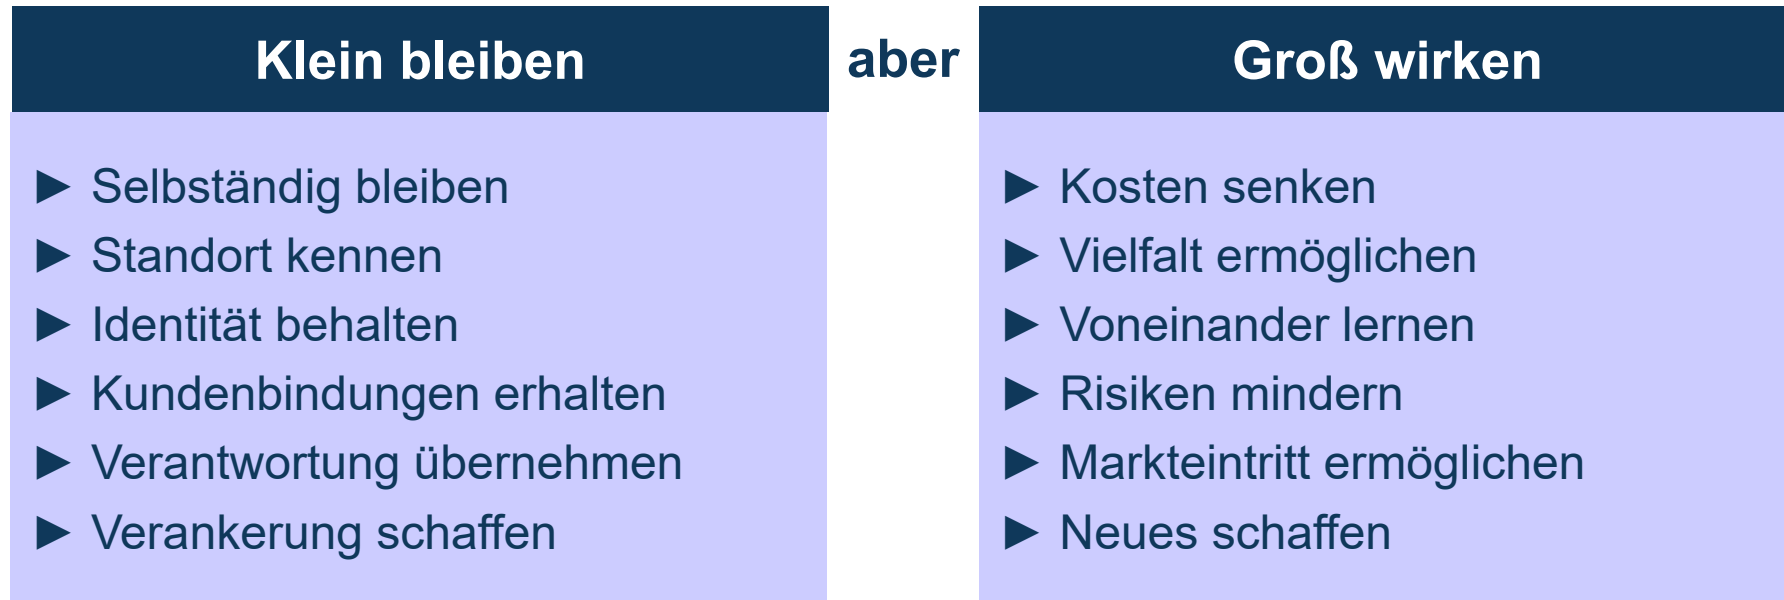 Klein bleiben
aber
Groß wirken
► Selbständig bleiben
► Standort kennen
► Identität behalten
► Kundenbindungen erhalten
► Verantwortung übernehmen
► Verankerung schaffen
► Kosten senken
► Vielfalt ermöglichen
► Voneinander lernen
► Risiken mindern
► Markteintritt ermöglichen
► Neues schaffen